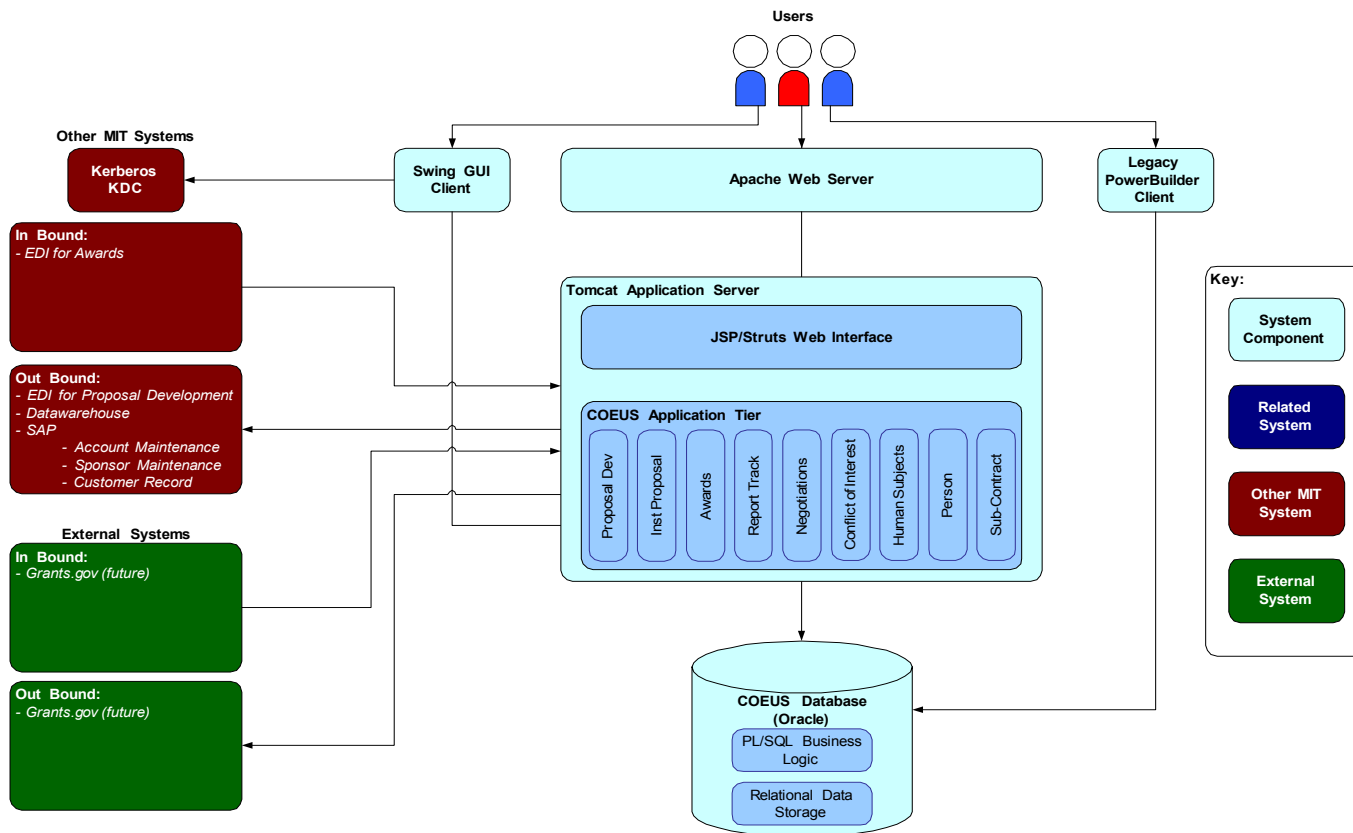 Users
Other MIT Systems
Kerberos
KDC
Swing GUI
Client
Apache Web Server
Legacy
PowerBuilder
Client
In Bound:
- EDI for Awards
Out Bound:
- EDI for Proposal Development
- Datawarehouse
- SAP
- Account Maintenance
- Sponsor Maintenance
- Customer Record
External Systems
In Bound:
- Grants.gov (future)
Out Bound:
- Grants.gov (future)
Tomcat Application Server
JSP/Struts Web Interface
COEUS Application Tier
Proposal Dev
Inst Proposal
Awards
Report Track
Negotiations
Conflict of Interest
Human Subjects
Person
Sub-Contract
COEUS Database
(Oracle)
PL/SQL Business
Logic
Relational Data
Storage
Key:
System
Component
Related
System
Other MIT
System
External
System